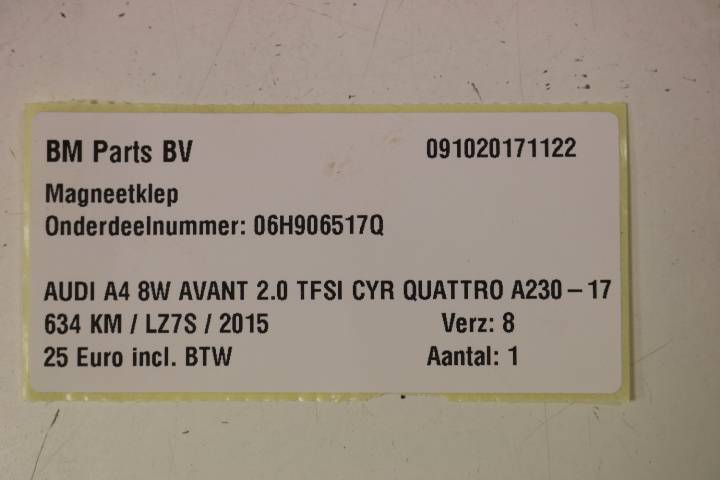 BM Parts BV 091020171122
Magneetklep
Onderdeelnummer: 06H906517Q
AUDI A4 8W AVANT 2.0 TFSI CYR QUATTRO A230 – 17
634 KM / LZ7S / 2015 Verz: 8
25 Euro incl. BTW Aantal: 1